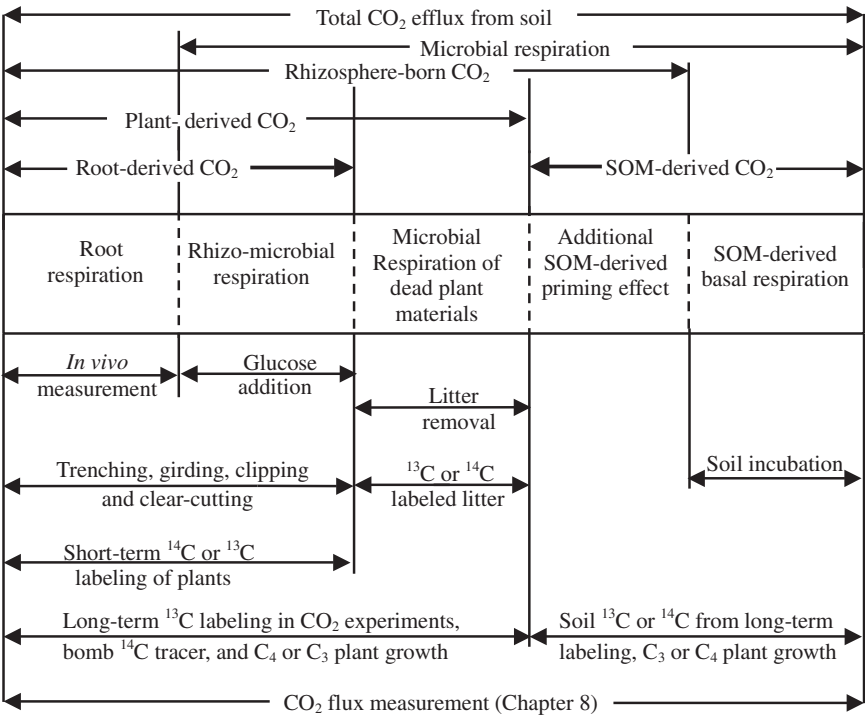 Total CO₂ efflux from soil
Microbial respiration
Rhizosphere-born CO₂
Plant- derived CO₂
Root-derived CO₂
SOM-derived CO₂
Root
respiration
Rhizo-microbial
respiration
Microbial
Respiration of
dead plant
materials
Additional
SOM-derived
priming effect
SOM-derived
basal respiration
In vivo
measurement
Glucose
addition
Litter
removal
Trenching, girding, clipping
and clear-cutting
¹³C or ¹⁴C
labeled litter
Soil incubation
Short-term ¹⁴C or ¹³C
labeling of plants
Long-term ¹³C labeling in CO₂ experiments,
bomb ¹⁴C tracer, and C₄ or C₃ plant growth
Soil ¹³C or ¹⁴C from long-term
labeling, C₃ or C₄ plant growth
CO₂ flux measurement (Chapter 8)